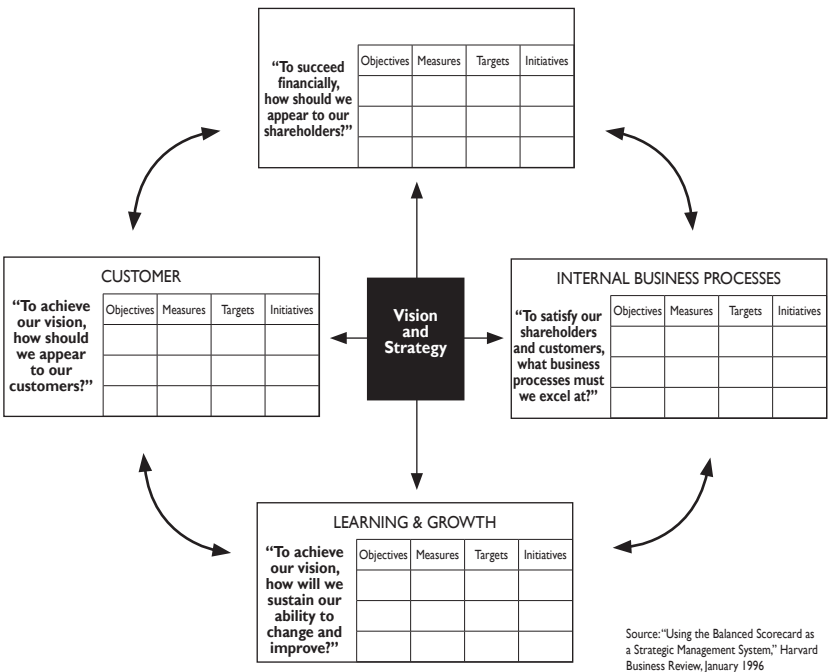 “To succeed
financially,
how should we
appear to our
shareholders?”
Objectives Measures Targets Initiatives
CUSTOMER
“To achieve
our vision,
how should
we appear
to our
customers?”
Objectives Measures Targets Initiatives
Vision
and
Strategy
INTERNAL BUSINESS PROCESSES
“To satisfy our
shareholders
and customers,
what business
processes must
we excel at?”
Objectives Measures Targets Initiatives
LEARNING & GROWTH
“To achieve
our vision,
how will we
sustain our
ability to
change and
improve?”
Objectives Measures Targets Initiatives
Source: “Using the Balanced Scorecard as
a Strategic Management System,” Harvard
Business Review, January 1996